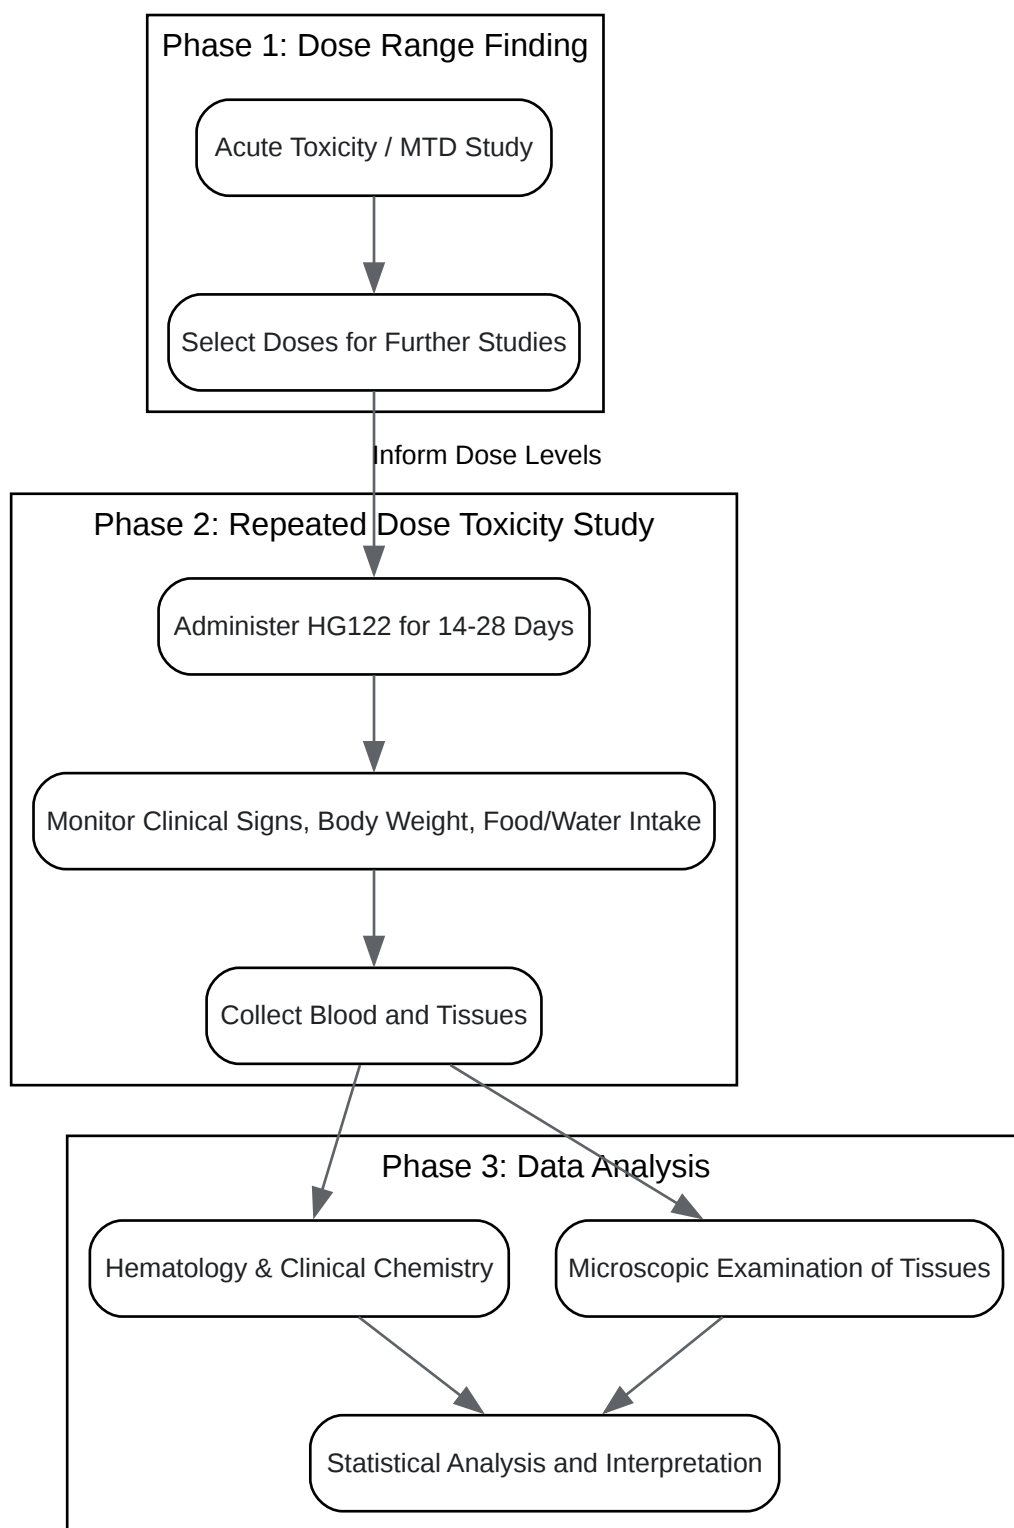 Phase 1: Dose Range Finding
Acute Toxicity / MTD Study
Select Doses for Further Studies
Inform Dose Levels
Phase 2: Repeated Dose Toxicity Study
Administer HG122 for 14-28 Days
Monitor Clinical Signs, Body Weight, Food/Water Intake
Collect Blood and Tissues
Phase 3: Data Analysis
Hematology & Clinical Chemistry
Microscopic Examination of Tissues
Statistical Analysis and Interpretation